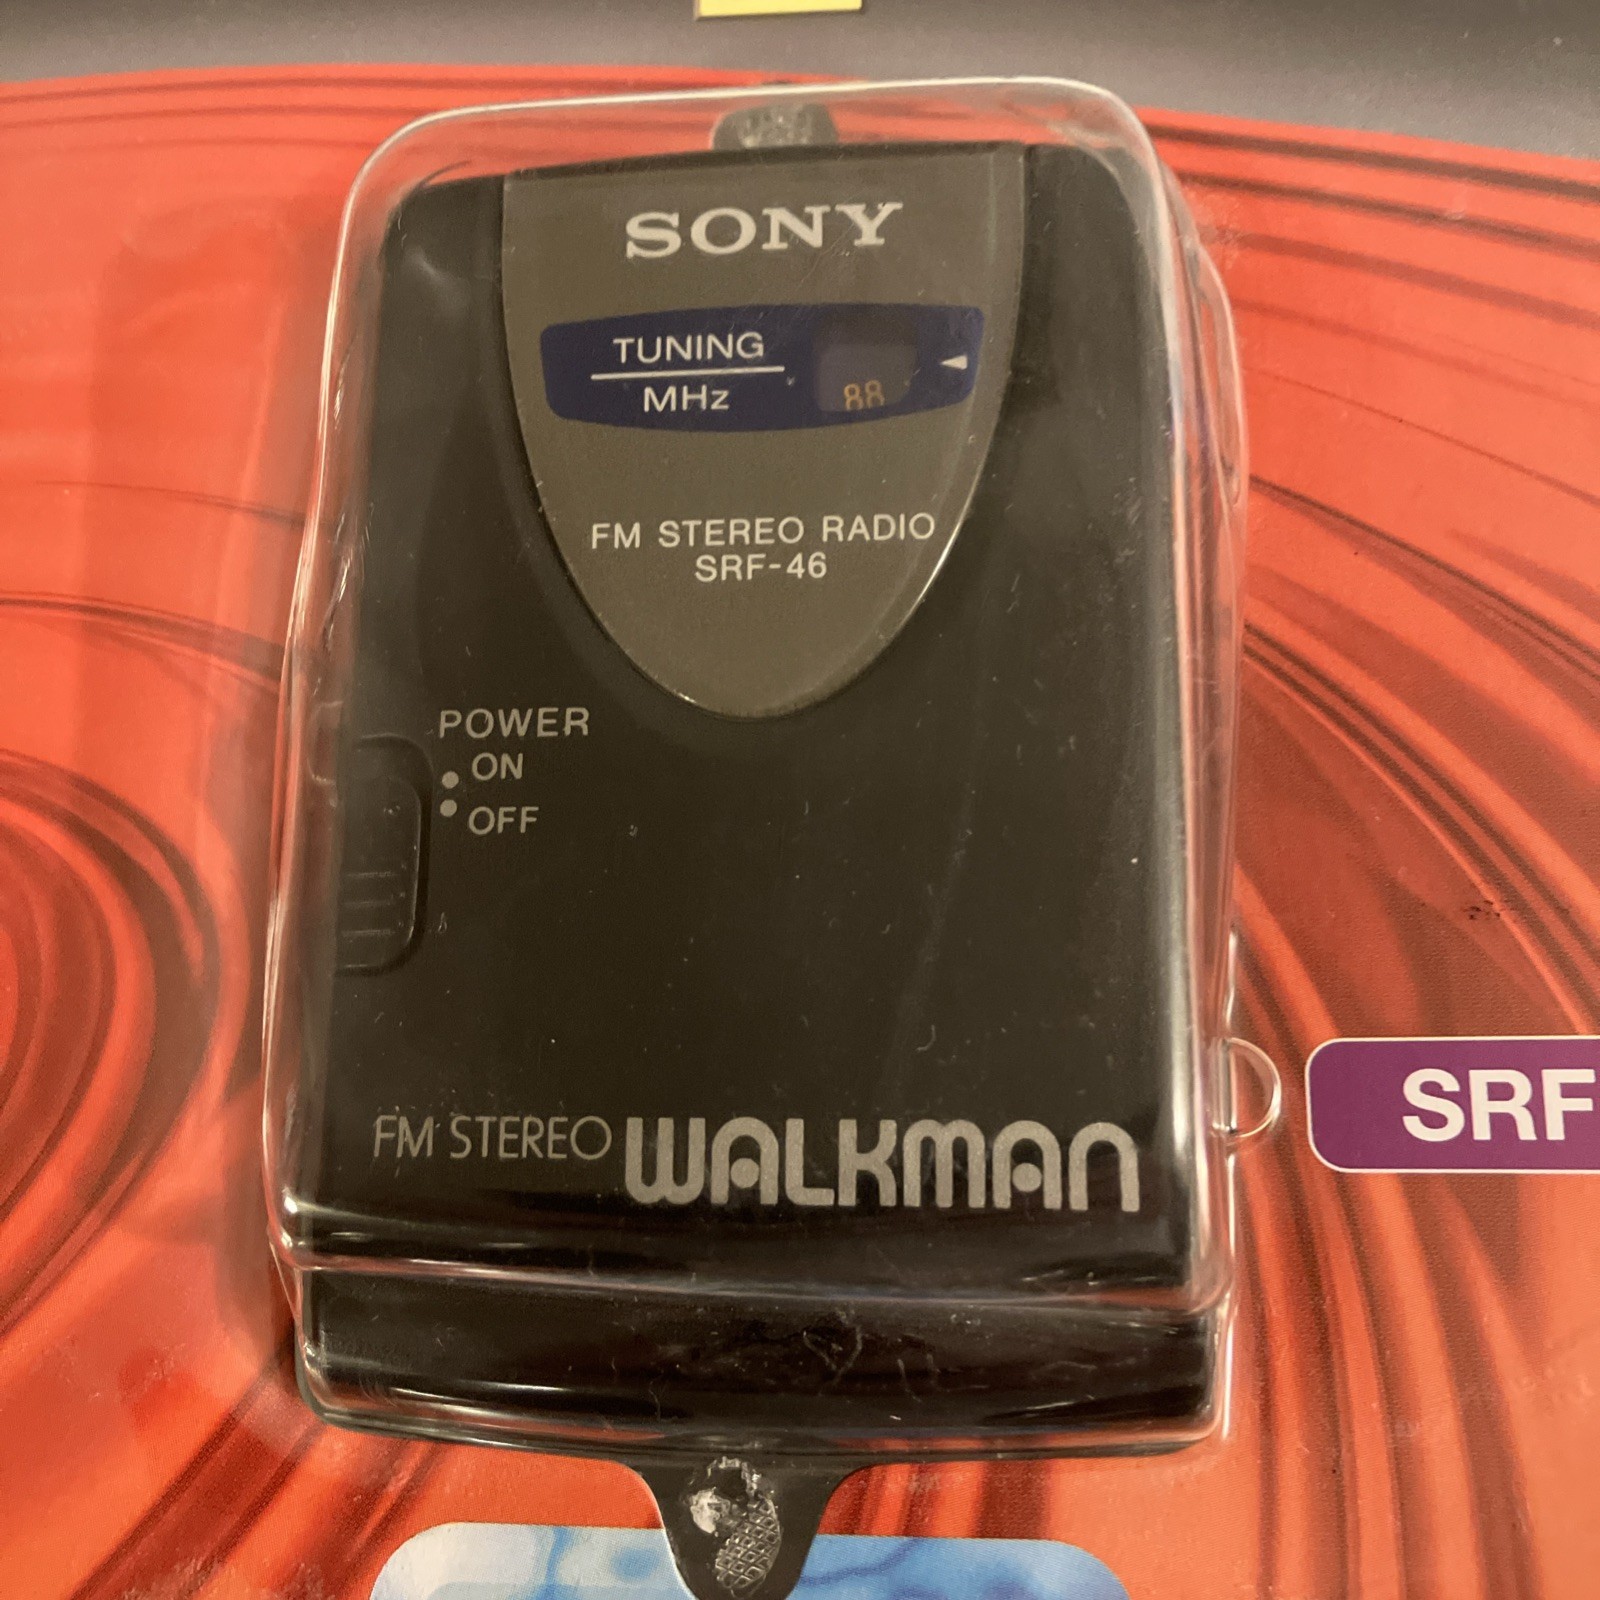 SONY
TUNING
MHz
88
FM STEREO RADIO
SRF-46
POWER
ON
OFF
FM STEREO WALKMAN
SRF